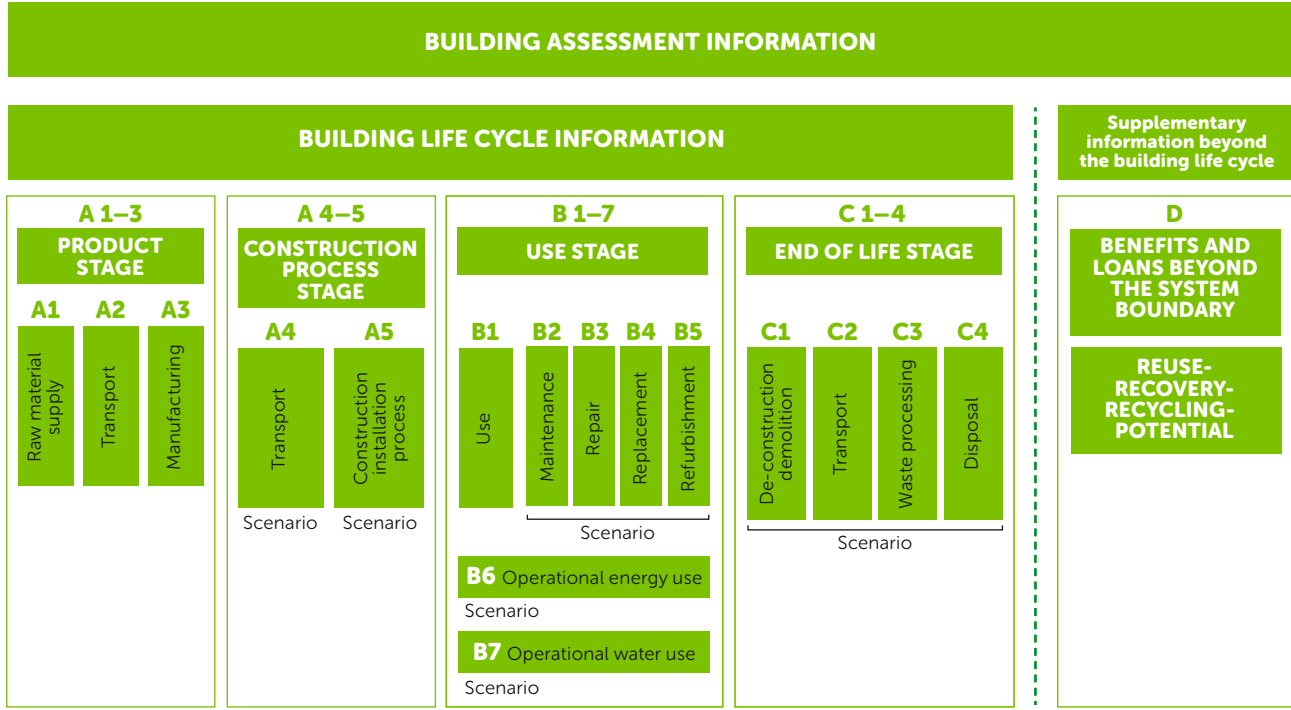 BUILDING ASSESSMENT INFORMATION
BUILDING LIFE CYCLE INFORMATION
Supplementary
information beyond
the building life cycle
A 1–3
PRODUCT
STAGE
A1
A2
A3
Raw material
supply
Transport
Manufacturing
A 4–5
CONSTRUCTION
PROCESS
STAGE
A4
A5
Transport
Construction
installation
process
Scenario
Scenario
B 1–7
USE STAGE
B1
B2
B3
B4
B5
Use
Maintenance
Repair
Replacement
Refurbishment
Scenario
B6 Operational energy use
Scenario
B7 Operational water use
Scenario
C 1–4
END OF LIFE STAGE
C1
C2
C3
C4
De-construction
demolition
Transport
Waste processing
Disposal
Scenario
D
BENEFITS AND
LOANS BEYOND
THE SYSTEM
BOUNDARY
REUSE-
RECOVERY-
RECYCLING-
POTENTIAL